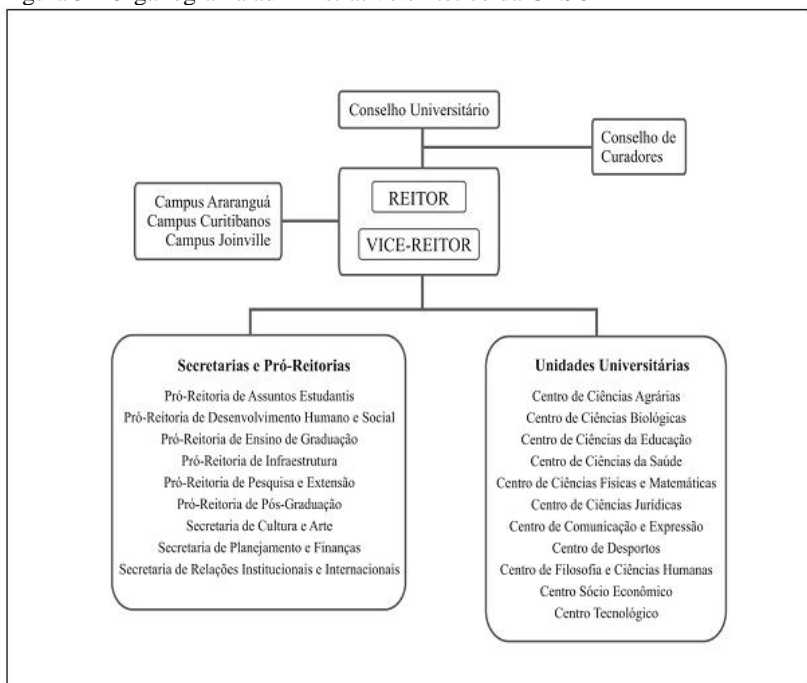 Conselho Universitário
Conselho de
Curadores
Campus Araranguá
Campus Curitibanos
Campus Joinville
REITOR
VICE-REITOR
Secretarias e Pró-Reitorias
Pró-Reitoria de Assuntos Estudantis
Pró-Reitoria de Desenvolvimento Humano e Social
Pró-Reitoria de Ensino de Graduação
Pró-Reitoria de Infraestrutura
Pró-Reitoria de Pesquisa e Extensão
Pró-Reitoria de Pós-Graduação
Secretaria de Cultura e Arte
Secretaria de Planejamento e Finanças
Secretaria de Relações Institucionais e Internacionais
Unidades Universitárias
Centro de Ciências Agrárias
Centro de Ciências Biológicas
Centro de Ciências da Educação
Centro de Ciências da Saúde
Centro de Ciências Físicas e Matemáticas
Centro de Ciências Jurídicas
Centro de Comunicação e Expressão
Centro de Desportos
Centro de Filosofia e Ciências Humanas
Centro Sócio Econômico
Centro Tecnológico